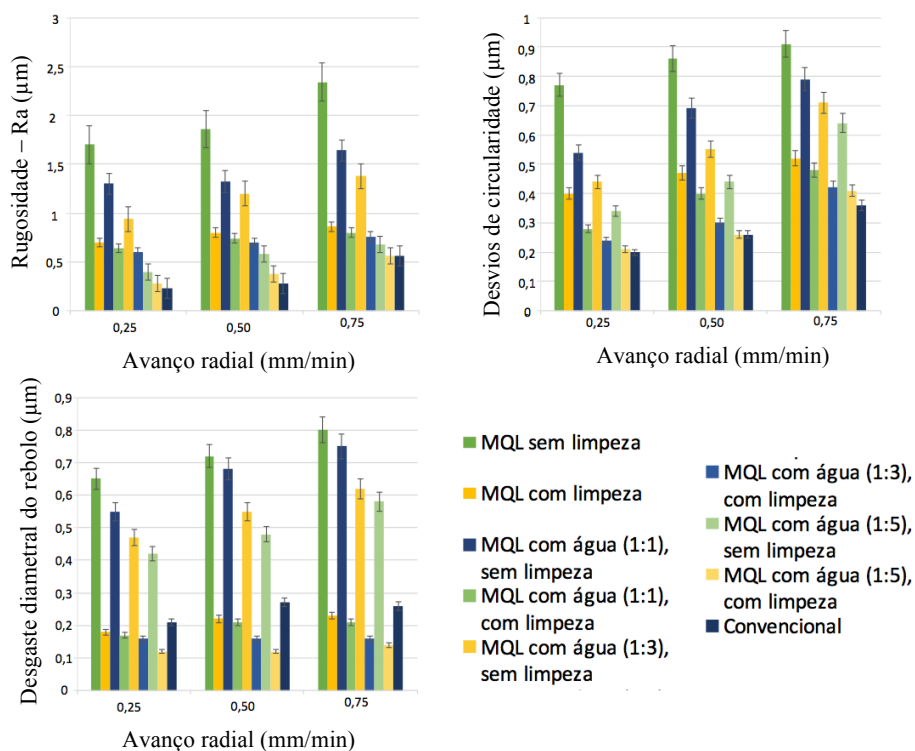 3
2,5
2
1,5
1
0,5
0
Rugosidade – Ra (µm)
0,25
0,50
0,75
Avanço radial (mm/min)
1
0,9
0,8
0,7
0,6
0,5
0,4
0,3
0,2
0,1
0
Desvios de circularidade (µm)
0,25
0,50
0,75
Avanço radial (mm/min)
0,9
0,8
0,7
0,6
0,5
0,4
0,3
0,2
0,1
0
Desgaste diametral do rebolo (µm)
0,25
0,50
0,75
Avanço radial (mm/min)
MQL sem limpeza
MQL com limpeza
MQL com água (1:1),
sem limpeza
MQL com água (1:1),
com limpeza
MQL com água (1:3),
sem limpeza
MQL com água (1:3),
com limpeza
MQL com água (1:5),
sem limpeza
MQL com água (1:5),
com limpeza
Convencional